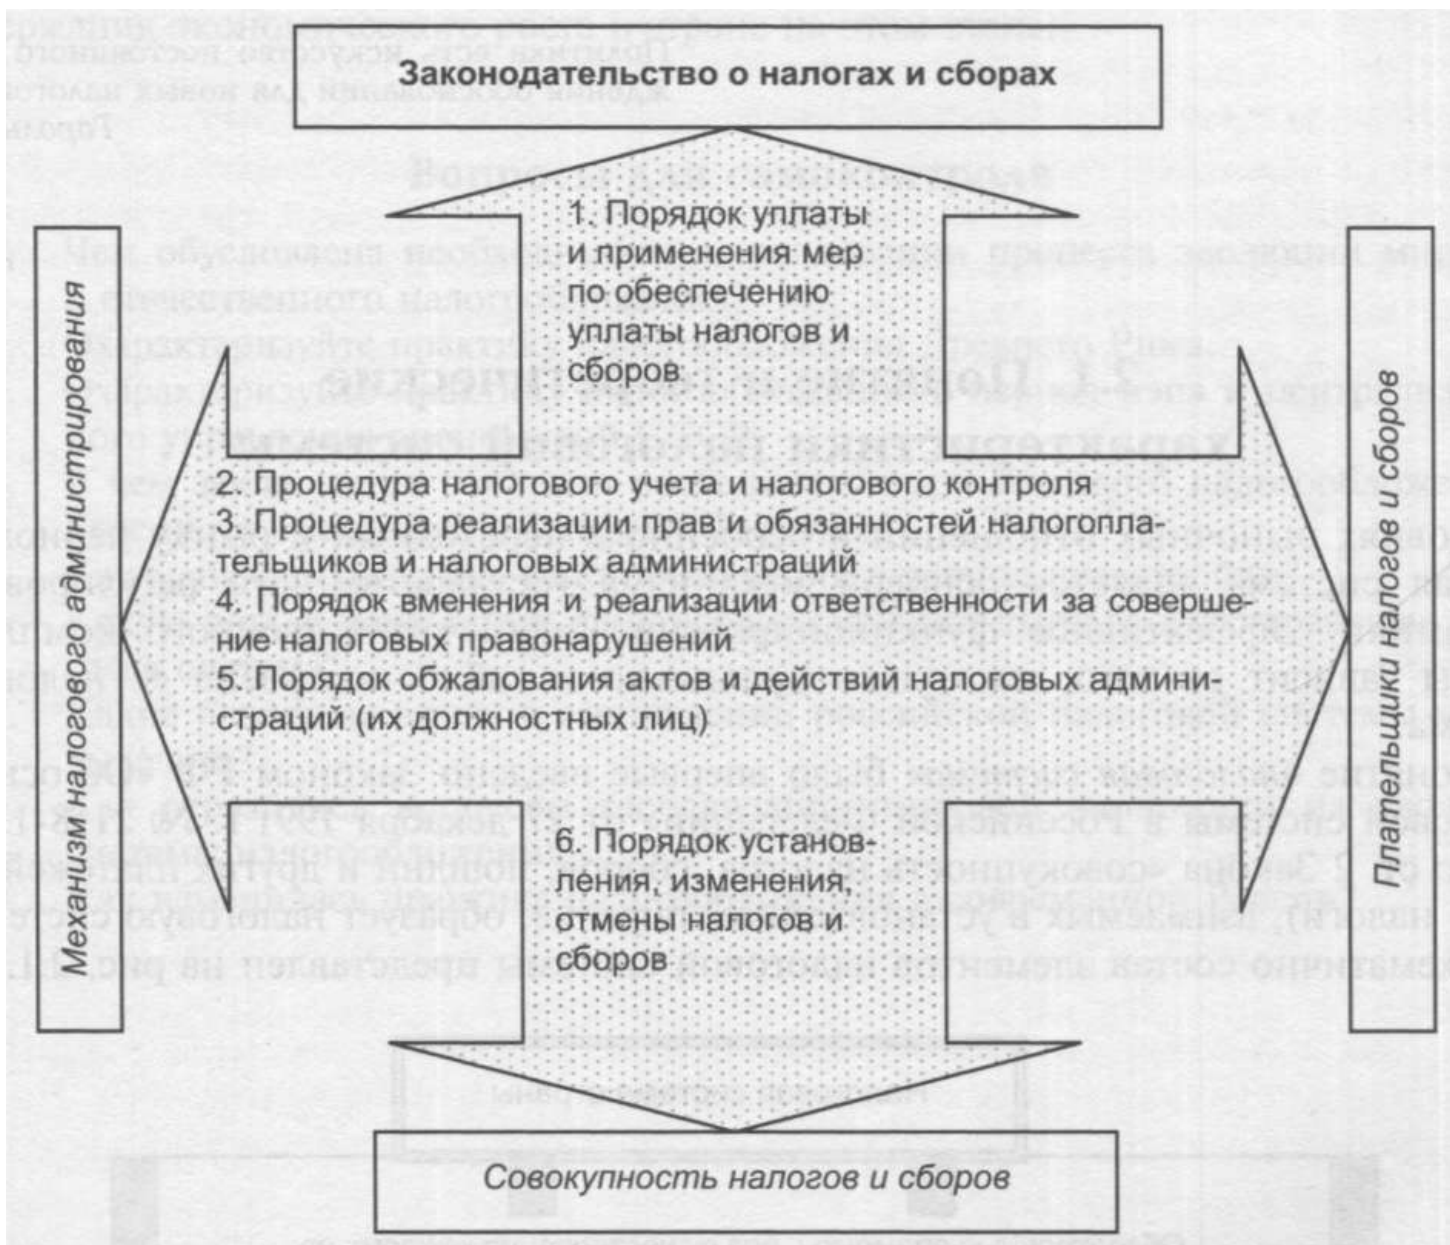 Законодательство о налогах и сборах
1. Порядок уплаты
и применения мер
по обеспечению
уплаты налогов и
сборов
Механизм налогового администрирования
2. Процедура налогового учета и налогового контроля
3. Процедура реализации прав и обязанностей налогопла-
тельщиков и налоговых администраций
4. Порядок вменения и реализации ответственности за соверше-
ние налоговых правонарушений
5. Порядок обжалования актов и действий налоговых админи-
страций (их должностных лиц)
Плательщики налогов и сборов
6. Порядок установ-
ления, изменения,
отмены налогов и
сборов
Совокупность налогов и сборов